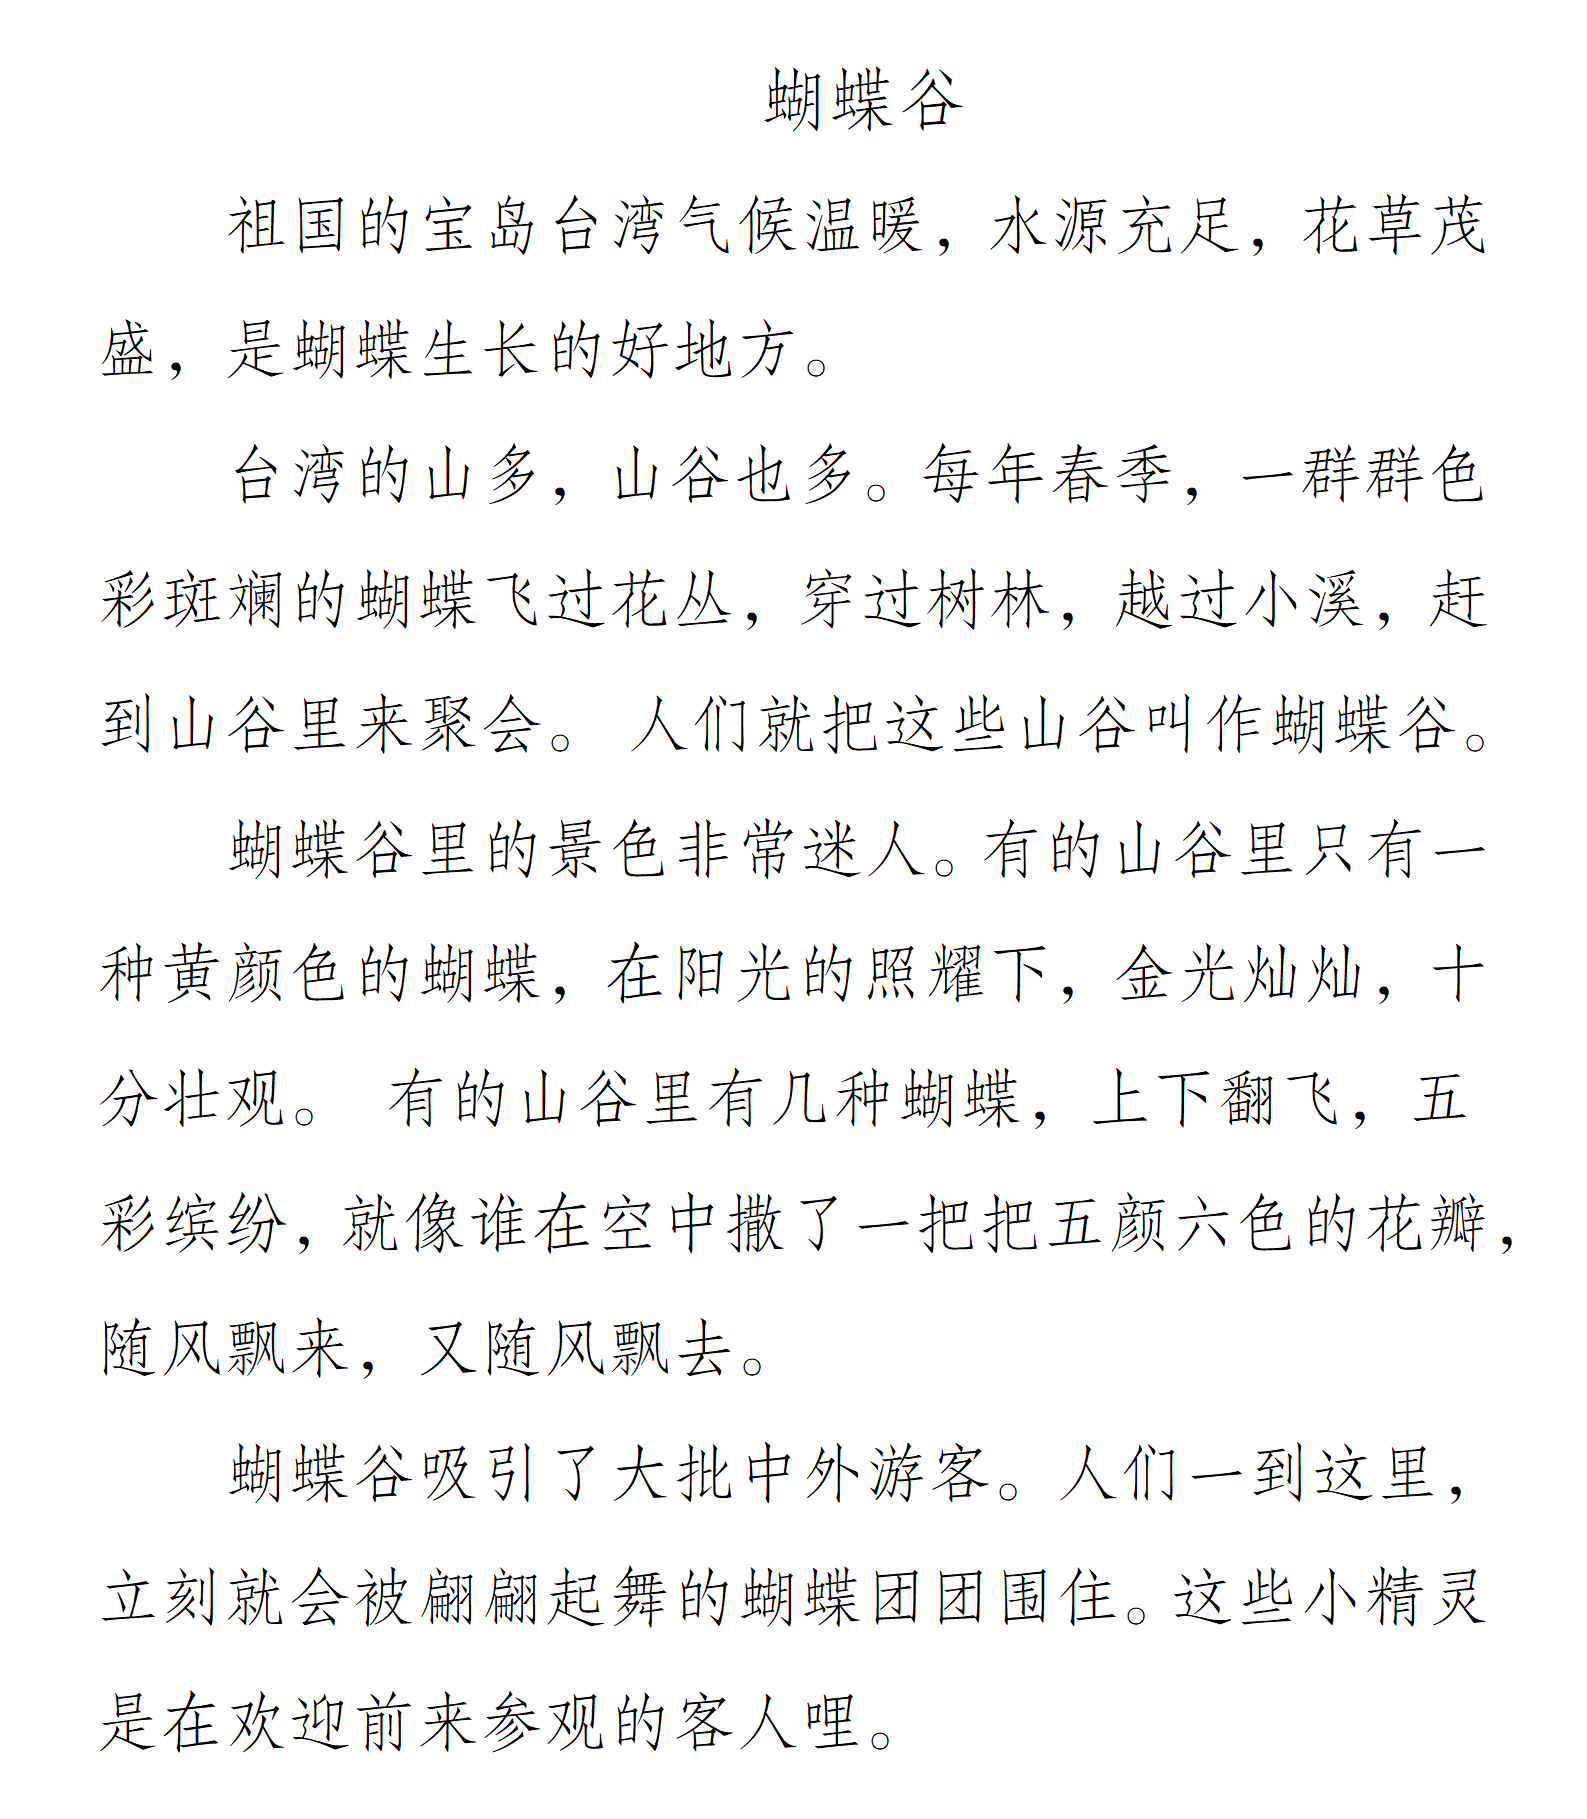 蝴蝶谷
祖国的宝岛台湾气候温暖，水源充足，花草茂
盛，是蝴蝶生长的好地方。
台湾的山多，山谷也多。每年春季，一群群色
彩斑斓的蝴蝶飞过花丛，穿过树林，越过小溪，赶
到山谷里来聚会。 人们就把这些山谷叫作蝴蝶谷。
蝴蝶谷里的景色非常迷人。有的山谷里只有一
种黄颜色的蝴蝶，在阳光的照耀下，金光灿灿，十
分壮观。 有的山谷里有几种蝴蝶，上下翻飞，五
彩缤纷，就像谁在空中撒了一把把五颜六色的花瓣，
随风飘来，又随风飘去。
蝴蝶谷吸引了大批中外游客。人们一到这里，
立刻就会被翩翩起舞的蝴蝶团团围住。这些小精灵
是在欢迎前来参观的客人哩。